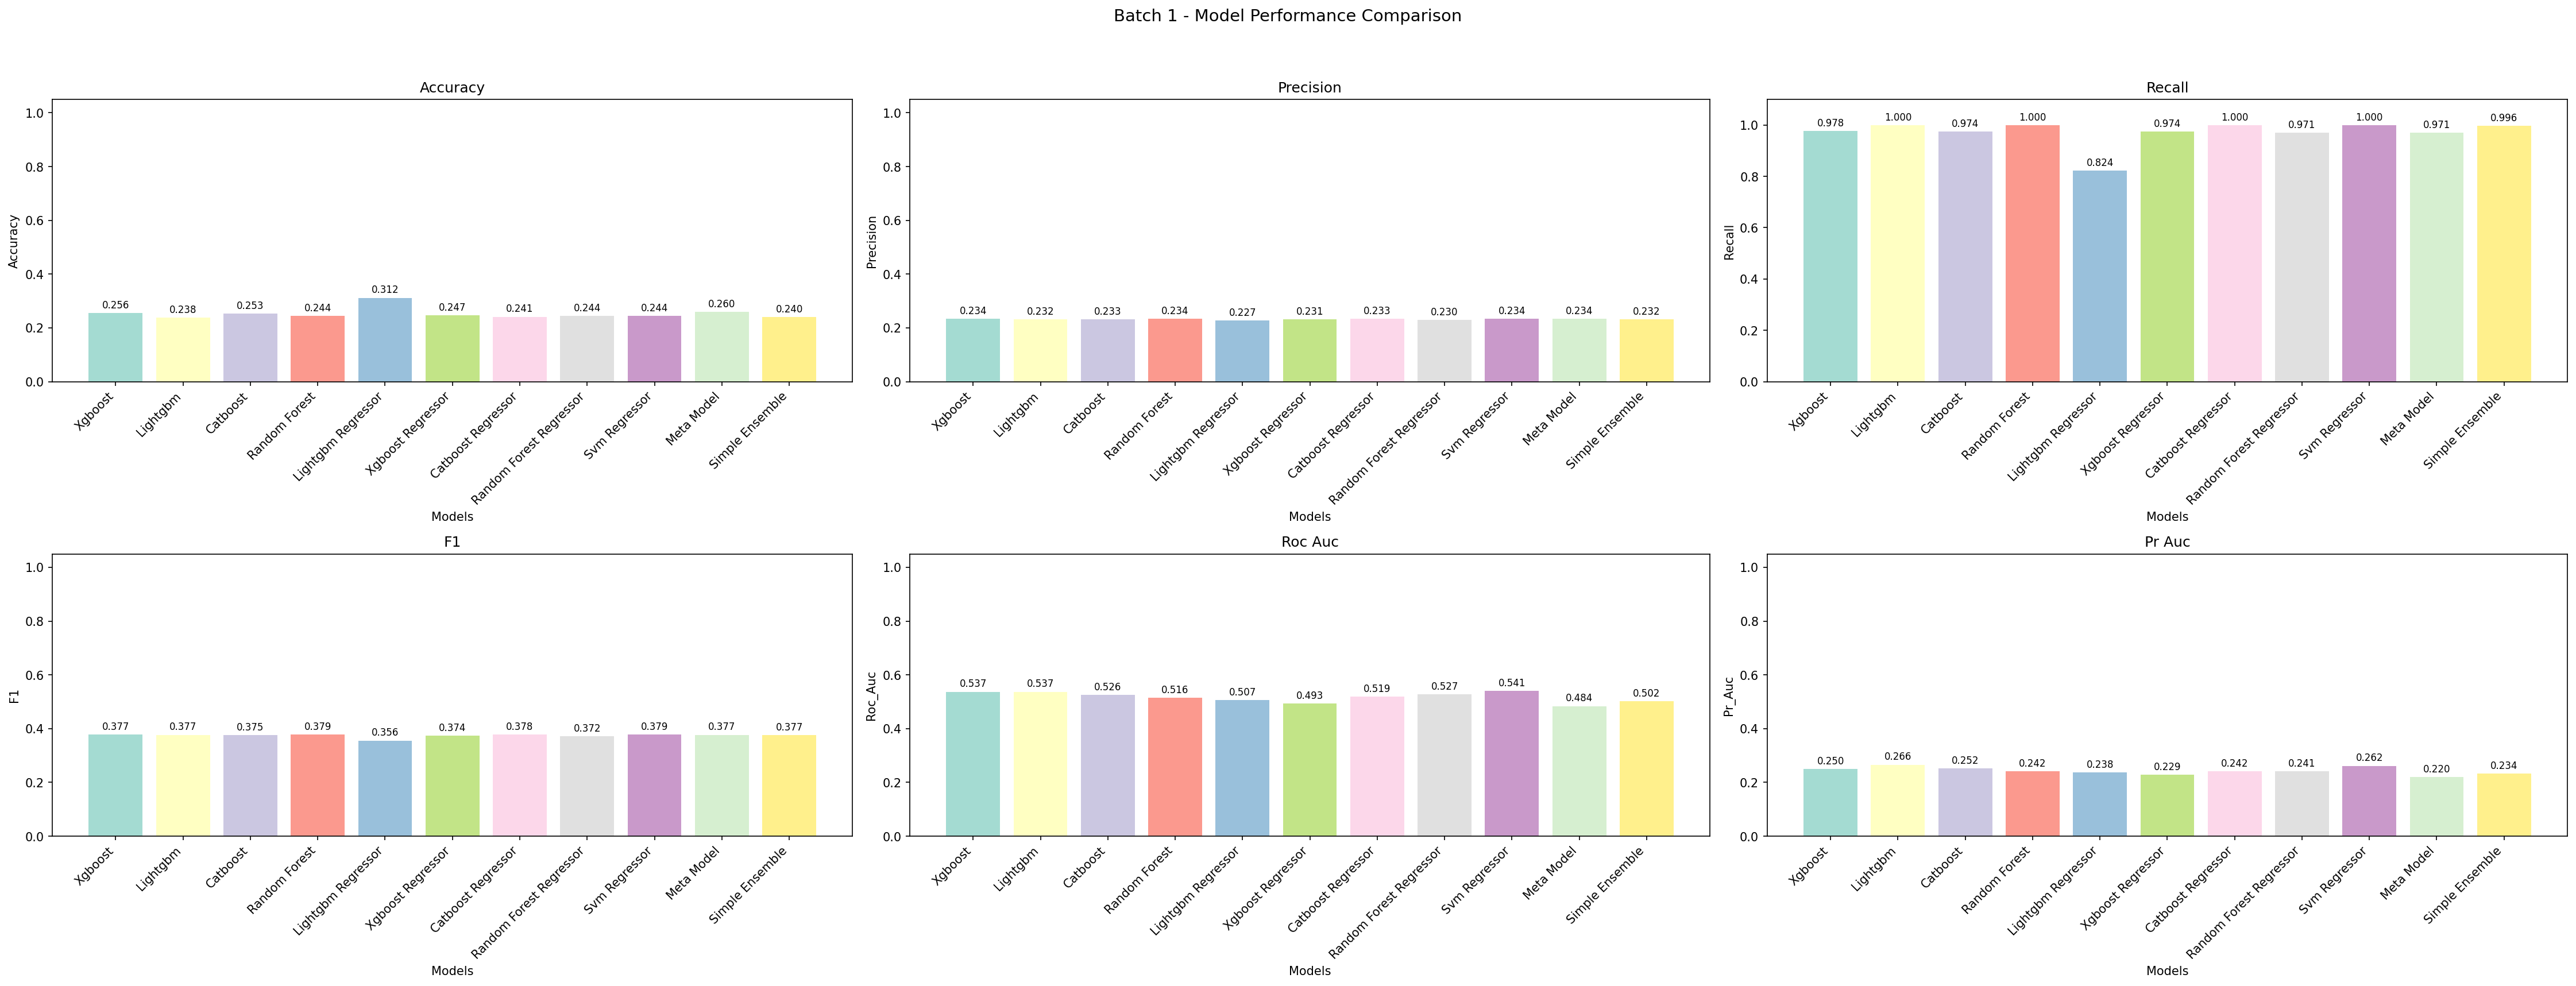 Batch 1 - Model Performance Comparison
Accuracy
1.0
0.8
0.6
0.4
0.2
0.0
Accuracy
0.256
0.238
0.253
0.244
0.312
0.247
0.241
0.244
0.244
0.260
0.240
Xgboost
Lightgbm
Catboost
Random Forest
Lightgbm Regressor
Xgboost Regressor
Catboost Regressor
Random Forest Regressor
Svm Regressor
Meta Model
Simple Ensemble
Models
Precision
1.0
0.8
0.6
0.4
0.2
0.0
Precision
0.234
0.232
0.233
0.234
0.227
0.231
0.233
0.230
0.234
0.234
0.232
Xgboost
Lightgbm
Catboost
Random Forest
Lightgbm Regressor
Xgboost Regressor
Catboost Regressor
Random Forest Regressor
Svm Regressor
Meta Model
Simple Ensemble
Models
Recall
1.0
0.8
0.6
0.4
0.2
0.0
Recall
0.978
1.000
0.974
1.000
0.824
0.974
1.000
0.971
1.000
0.971
0.996
Xgboost
Lightgbm
Catboost
Random Forest
Lightgbm Regressor
Xgboost Regressor
Catboost Regressor
Random Forest Regressor
Svm Regressor
Meta Model
Simple Ensemble
Models
F1
1.0
0.8
0.6
0.4
0.2
0.0
F1
0.377
0.377
0.375
0.379
0.356
0.374
0.378
0.372
0.379
0.377
0.377
Xgboost
Lightgbm
Catboost
Random Forest
Lightgbm Regressor
Xgboost Regressor
Catboost Regressor
Random Forest Regressor
Svm Regressor
Meta Model
Simple Ensemble
Models
Roc Auc
1.0
0.8
0.6
0.4
0.2
0.0
Roc_Auc
0.537
0.537
0.526
0.516
0.507
0.493
0.519
0.527
0.541
0.484
0.502
Xgboost
Lightgbm
Catboost
Random Forest
Lightgbm Regressor
Xgboost Regressor
Catboost Regressor
Random Forest Regressor
Svm Regressor
Meta Model
Simple Ensemble
Models
Pr Auc
1.0
0.8
0.6
0.4
0.2
0.0
Pr_Auc
0.250
0.266
0.252
0.242
0.238
0.229
0.242
0.241
0.262
0.220
0.234
Xgboost
Lightgbm
Catboost
Random Forest
Lightgbm Regressor
Xgboost Regressor
Catboost Regressor
Random Forest Regressor
Svm Regressor
Meta Model
Simple Ensemble
Models